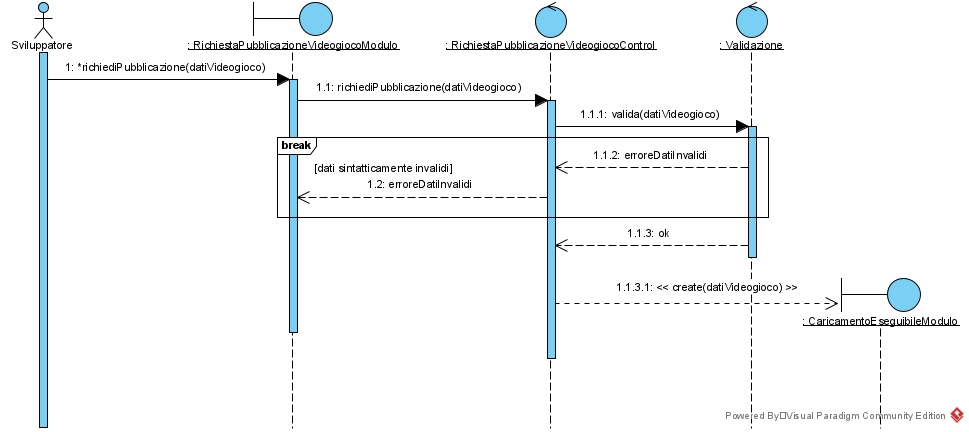 Sviluppatore
: RichiestaPubblicazioneVideogiocoModulo
: RichiestaPubblicazioneVideogiocoControl
: Validazione
1: *richiediPubblicazione(datiVideogioco)
1.1: richiediPubblicazione(datiVideogioco)
1.1.1: valida(datiVideogioco)
break
1.1.2: erroreDatiInvalidi
[dati sintatticamente invalidi]
1.2: erroreDatiInvalidi
1.1.3: ok
1.1.3.1: << create(datiVideogioco) >>
: CaricamentoEseguibileModulo
Powered By Visual Paradigm Community Edition